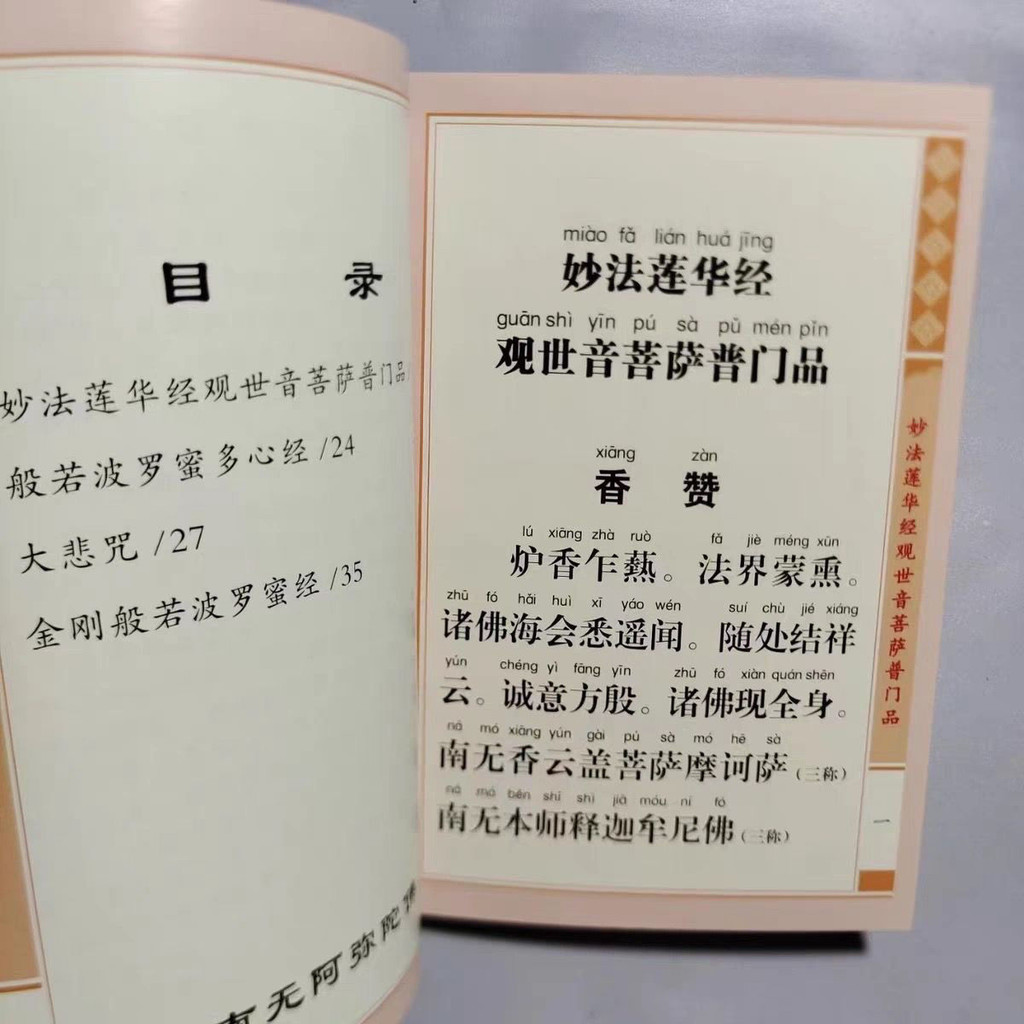 目 录
妙法莲华经观世音菩萨普门品
般若波罗蜜多心经 /24
大悲咒 /27
金刚般若波罗蜜经 /35
南无阿弥陀佛
miào fǎ lián huá jīng
妙法莲华经
guān shì yīn pú sà pǔ mén pǐn
观世音菩萨普门品
xiāng zàn
香 赞
lú xiāng zhà ruò fǎ jiè méng xūn
炉香乍爇。法界蒙熏。
zhū fó hǎi huì xī yáo wén suí chù jié xiáng
诸佛海会悉遥闻。随处结祥
yún chéng yì fāng yīn zhū fó xiàn quán shēn
云。诚意方殷。诸佛现全身。
ná mó xiāng yún gài pú sà mó hē sà
南无香云盖菩萨摩诃萨（三称）
ná mó běn shī shì jiā móu ní fó
南无本师释迦牟尼佛（三称）
妙法莲华经观世音菩萨普门品
一